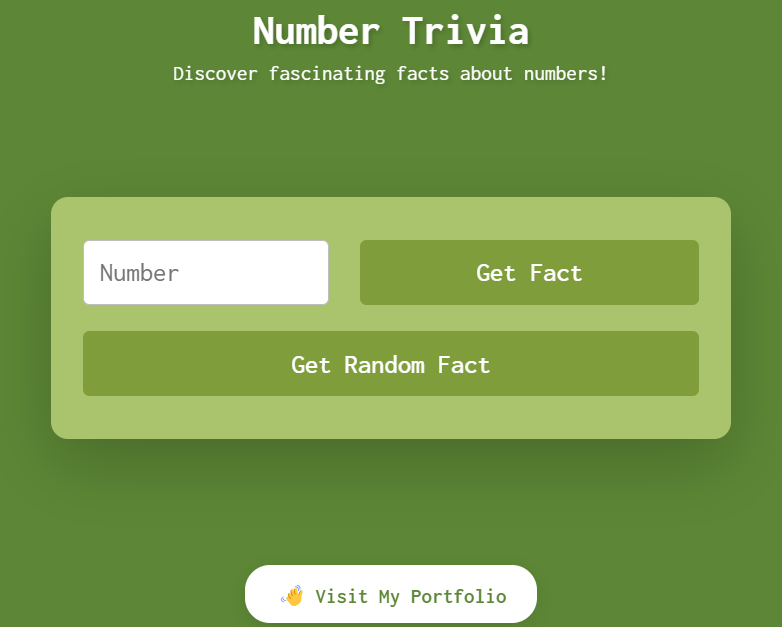 Number Trivia
Discover fascinating facts about numbers!
Number
Get Fact
Get Random Fact
👋 Visit My Portfolio